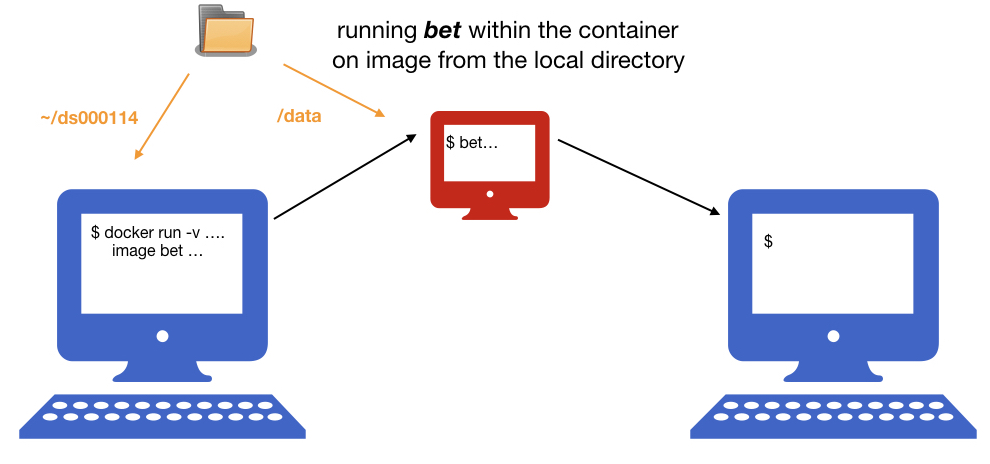 running bet within the container
on image from the local directory
~/ds000114
/data
$ bet…
$ docker run -v ….
image bet …
$